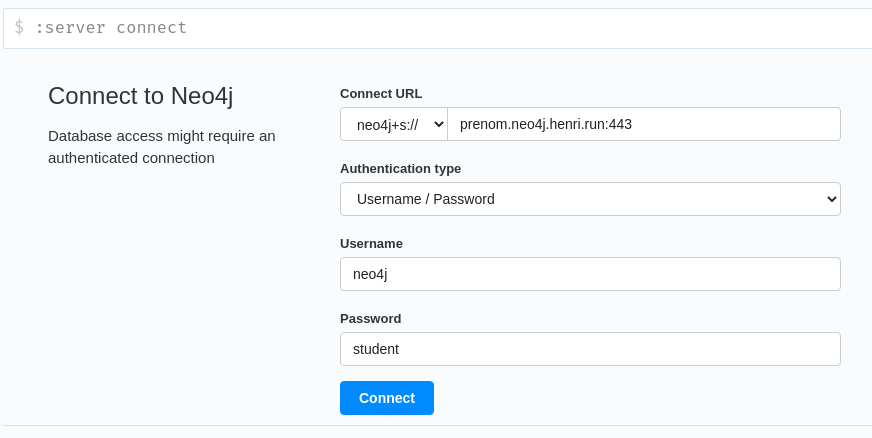 $ :server connect
Connect to Neo4j
Database access might require an
authenticated connection
Connect URL
neo4j+s://
prenom.neo4j.henri.run:443
Authentication type
Username / Password
Username
neo4j
Password
student
Connect